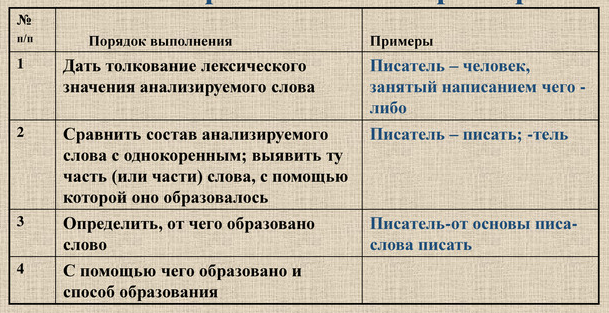 №
п/п
Порядок выполнения
Примеры
1
Дать толкование лексического
значения анализируемого слова
Писатель – человек,
занятый написанием чего -
либо
2
Сравнить состав анализируемого
слова с однокоренным; выявить ту
часть (или части) слова, с помощью
которой оно образовалось
Писатель – писать; -тель
3
Определить, от чего образовано
слово
Писатель-от основы писа-
слова писать
4
С помощью чего образовано и
способ образования